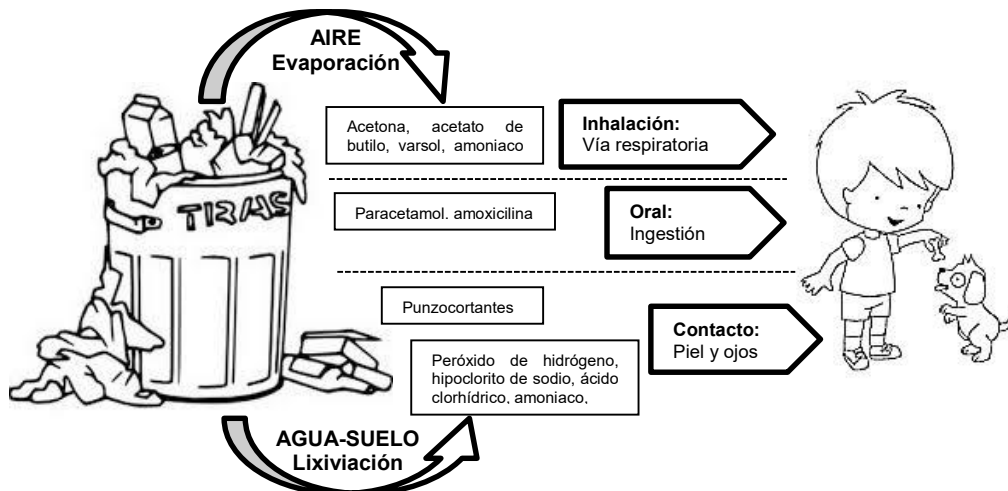 AIRE
Evaporación
Acetona, acetato de
butilo, varsol, amoniaco
Inhalación:
Vía respiratoria
TRAS
Paracetamol. amoxicilina
Oral:
Ingestión
Punzocortantes
Contacto:
Piel y ojos
Peróxido de hidrógeno,
hipoclorito de sodio, ácido
clorhídrico, amoniaco.
AGUA-SUELO
Lixiviación